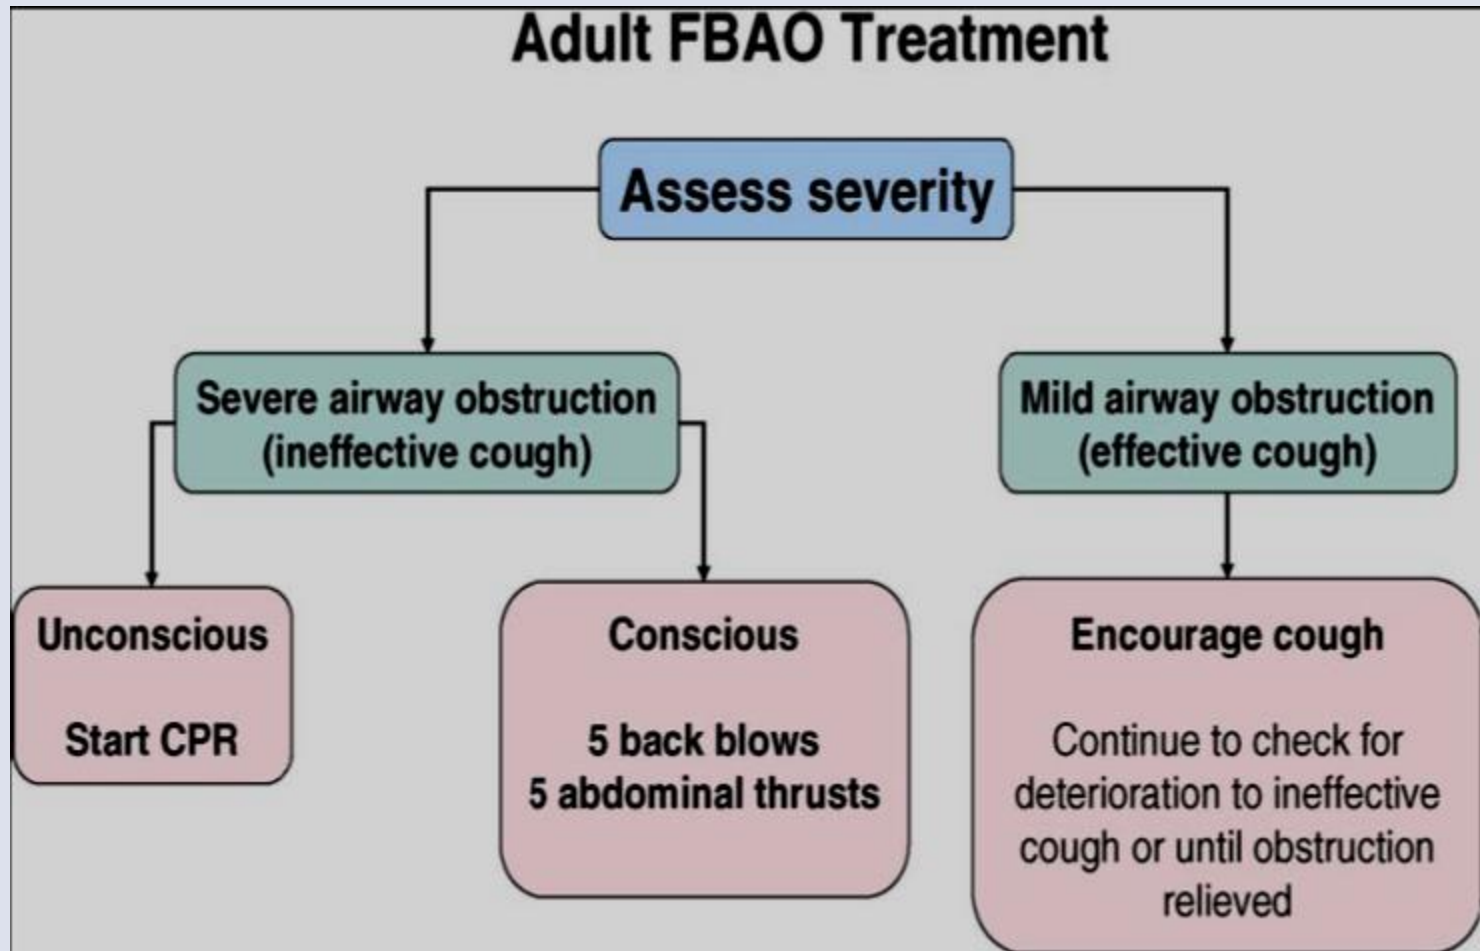 Adult FBAO Treatment
Assess severity
Severe airway obstruction
(ineffective cough)
Mild airway obstruction
(effective cough)
Unconscious
Start CPR
Conscious
5 back blows
5 abdominal thrusts
Encourage cough
Continue to check for
deterioration to ineffective
cough or until obstruction
relieved